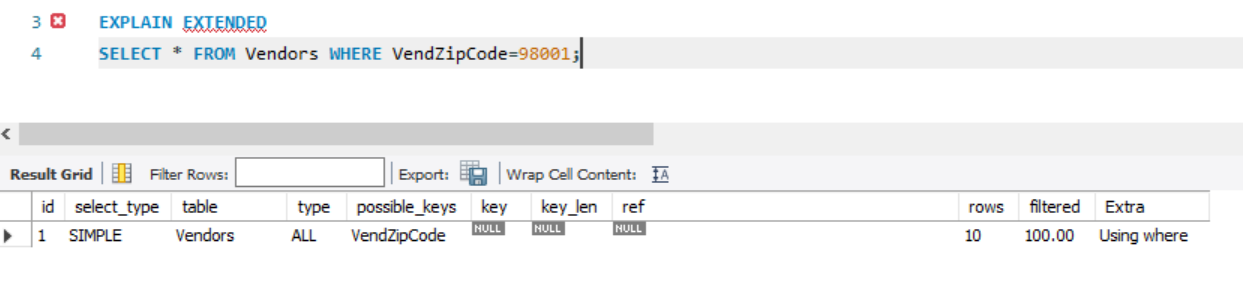 3 EXPLAIN EXTENDED
4 SELECT * FROM Vendors WHERE VendZipCode=98001;
Result Grid Filter Rows: Export: Wrap Cell Content: IA
id select_type table type possible_keys key key_len ref rows filtered Extra
1 SIMPLE Vendors ALL VendZipCode NULL NULL NULL 10 100.00 Using where